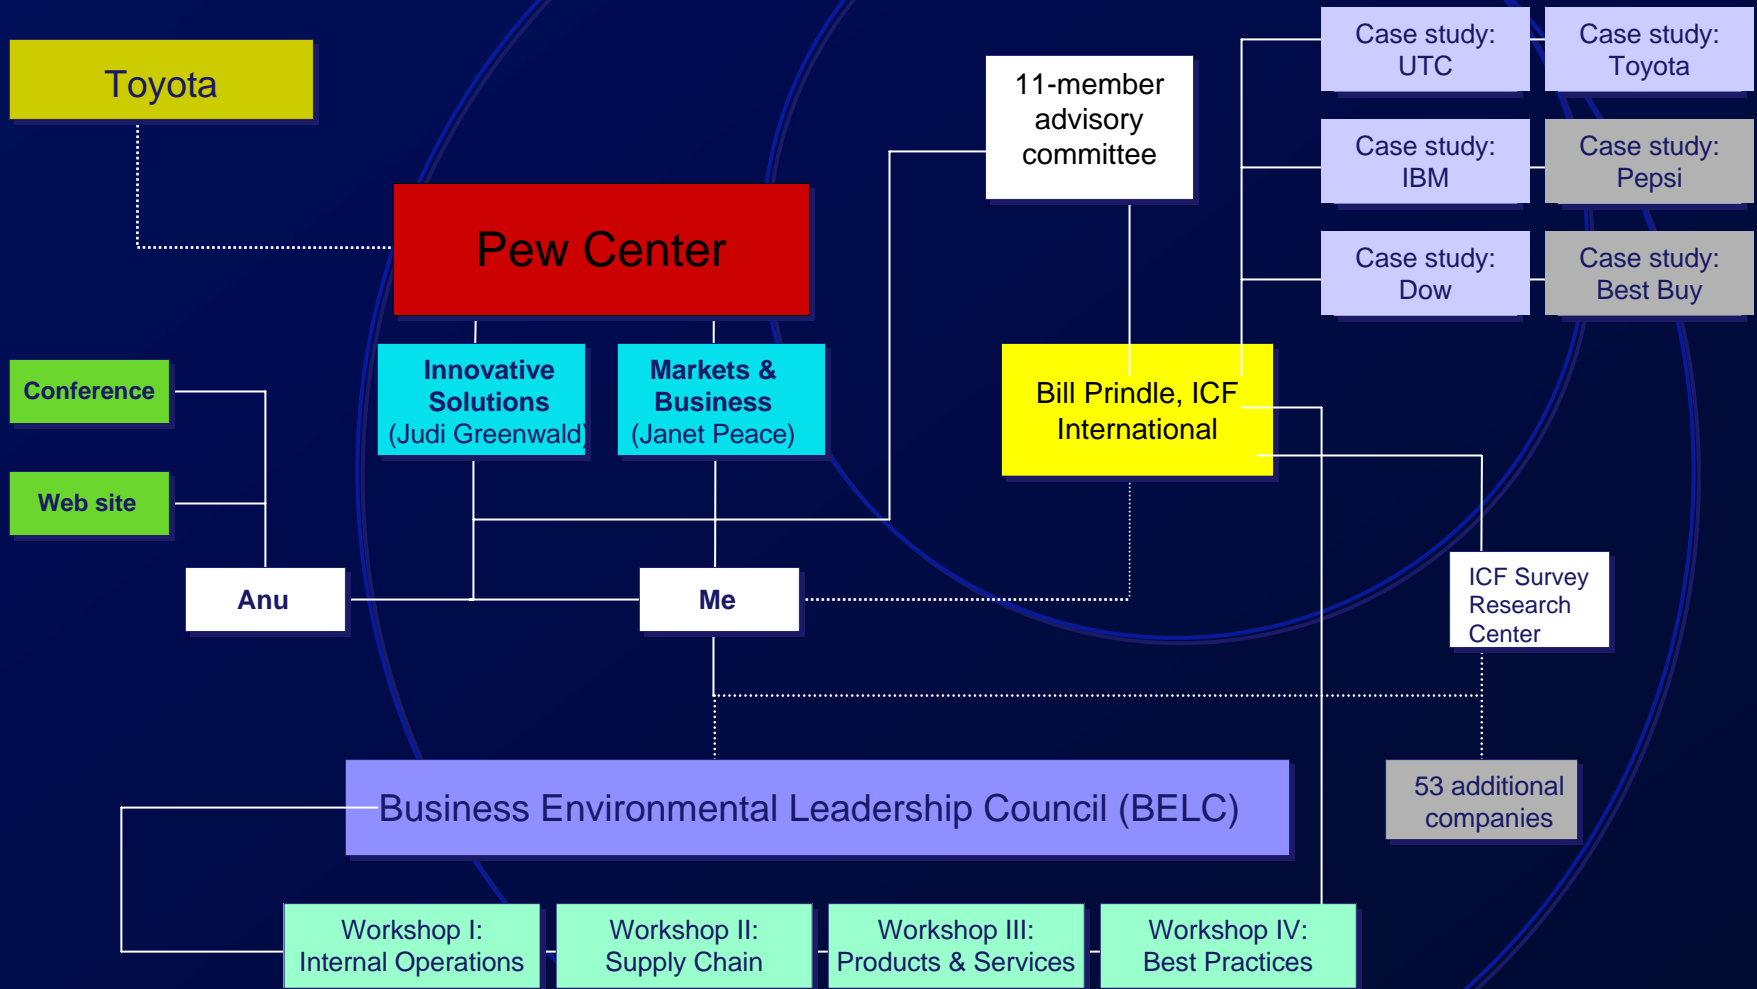 Toyota
11-member
advisory
committee
Case study:
UTC
Case study:
Toyota
Case study:
IBM
Case study:
Pepsi
Case study:
Dow
Case study:
Best Buy
Pew Center
Conference
Web site
Innovative
Solutions
(Judi Greenwald)
Markets &
Business
(Janet Peace)
Bill Prindle, ICF
International
Anu
Me
ICF Survey
Research
Center
Business Environmental Leadership Council (BELC)
53 additional
companies
Workshop I:
Internal Operations
Workshop II:
Supply Chain
Workshop III:
Products & Services
Workshop IV:
Best Practices